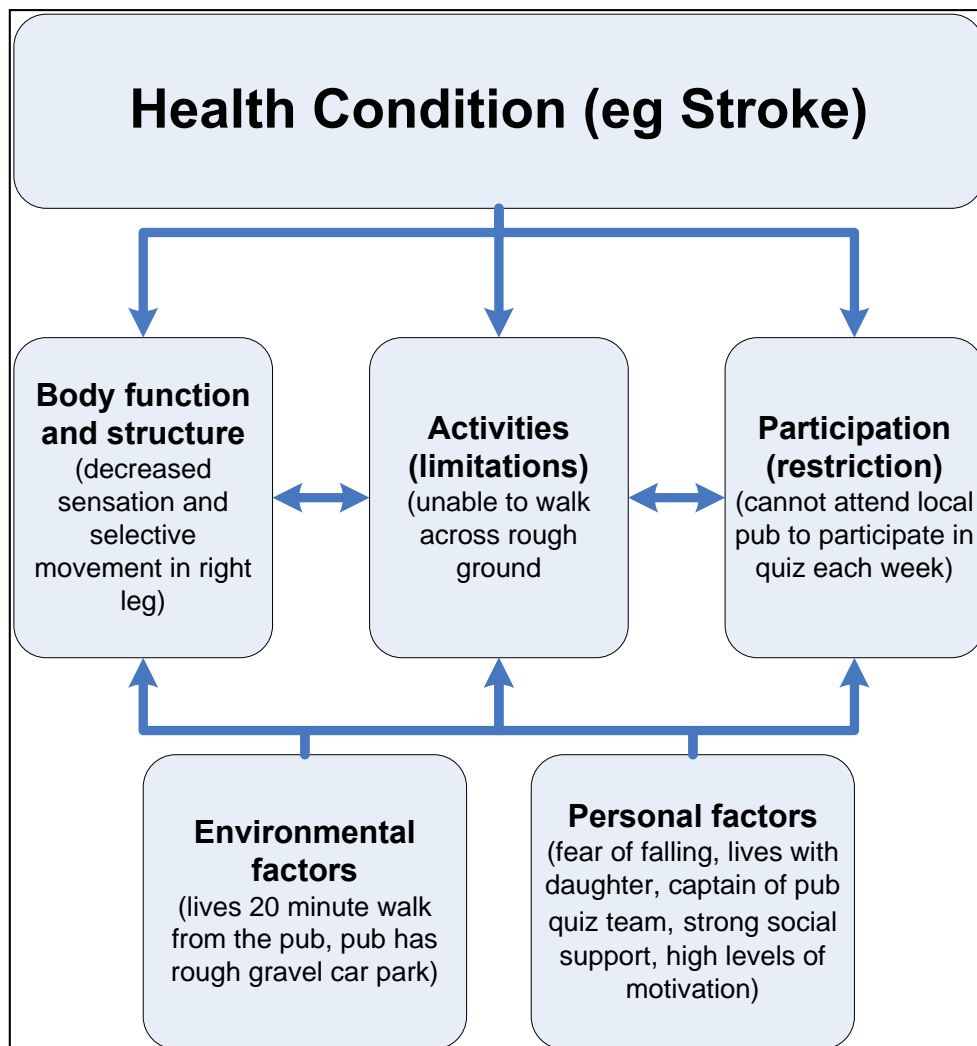 Health Condition (eg Stroke)
Body function
and structure
(decreased
sensation and
selective
movement in right
leg)
Activities
(limitations)
(unable to walk
across rough
ground
Participation
(restriction)
(cannot attend local
pub to participate in
quiz each week)
Environmental
factors
(lives 20 minute walk
from the pub, pub has
rough gravel car park)
Personal factors
(fear of falling, lives with
daughter, captain of pub
quiz team, strong social
support, high levels of
motivation)